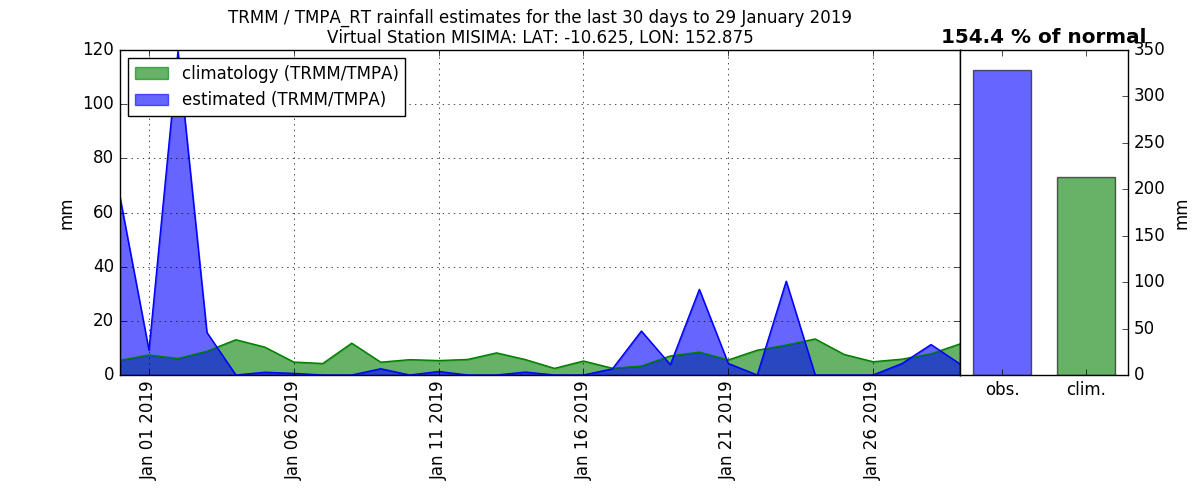 TRMM / TMPA_RT rainfall estimates for the last 30 days to 29 January 2019
Virtual Station MISIMA: LAT: -10.625, LON: 152.875
154.4 % of normal
climatology (TRMM/TMPA)
estimated (TRMM/TMPA)
120
100
80
60
40
20
0
mm
Jan 01 2019
Jan 06 2019
Jan 11 2019
Jan 16 2019
Jan 21 2019
Jan 26 2019
obs.
clim.
350
300
250
200
150
100
50
0
mm